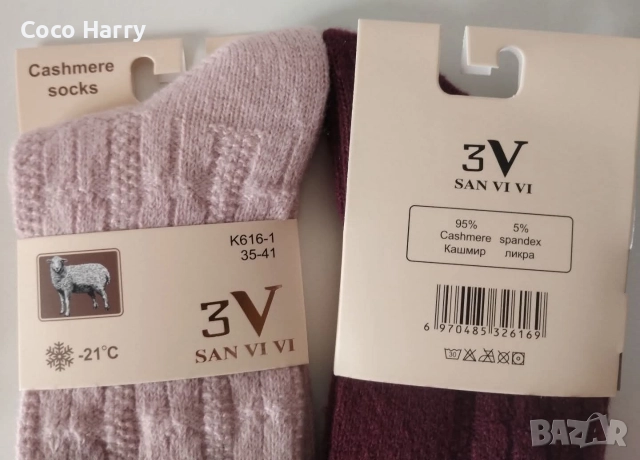 Coco Harry
Cashmere
socks
K616-1
35-41
3V
SAN VI VI
-21°C
3V
SAN VI VI
95% 5%
Cashmere spandex
Кашмир ликра
6 970485 326169
30
BAZAR